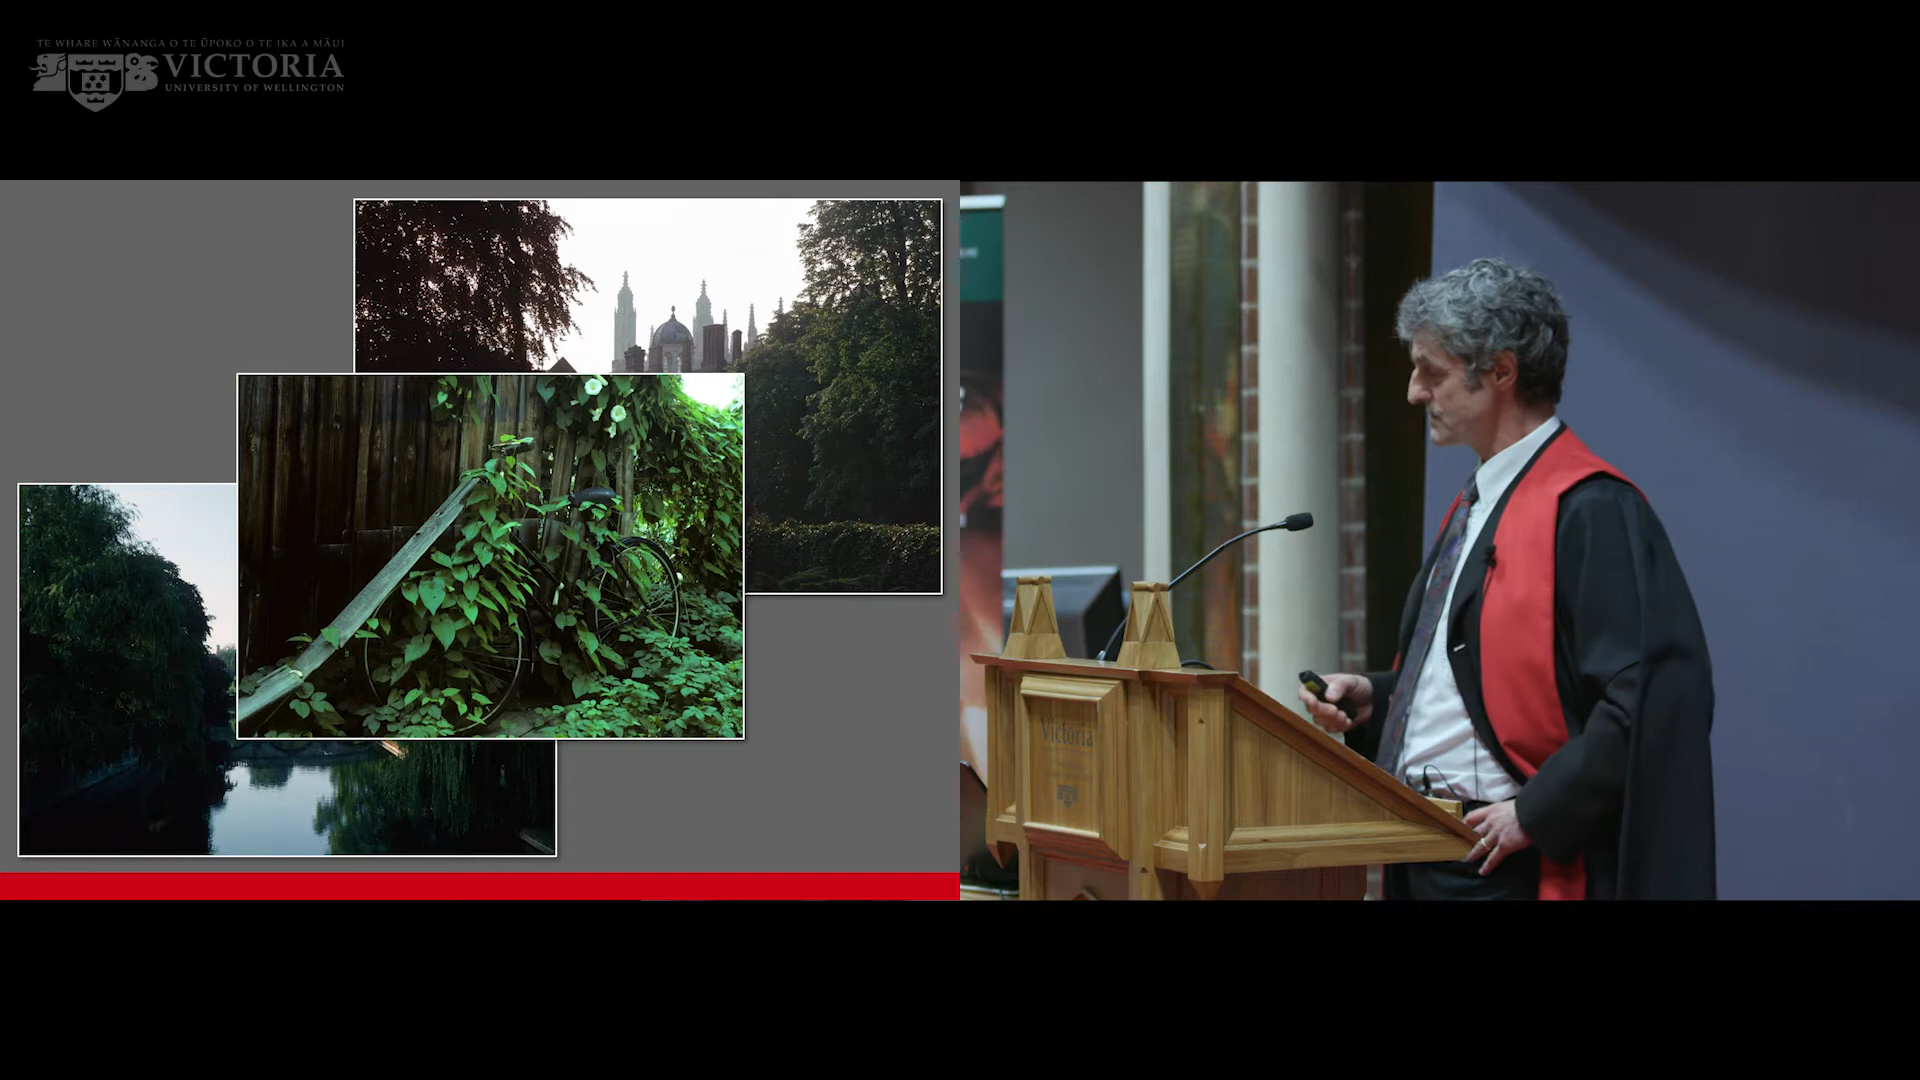 TE WHARE WĀNANGA O TE ŪPOKO O TE IKA A MĀUI
VICTORIA
UNIVERSITY OF WELLINGTON
Victoria